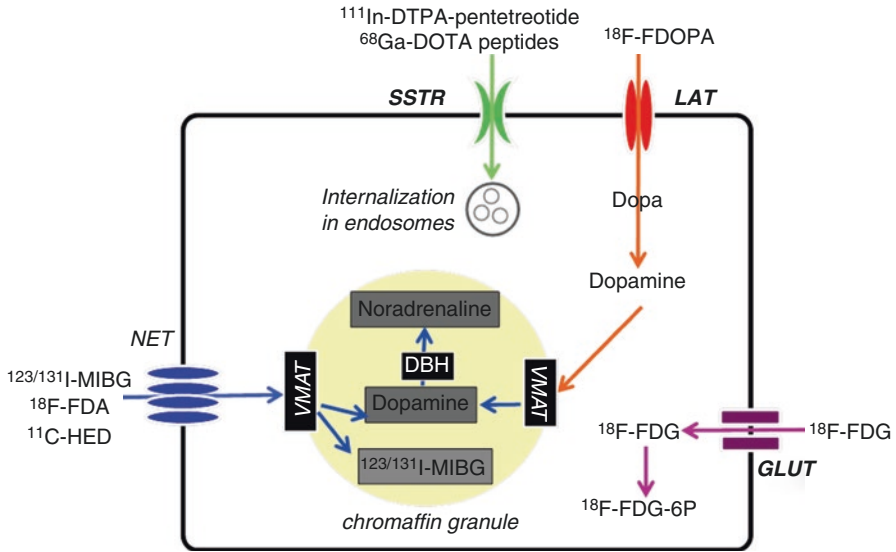 ¹¹¹In-DTPA-pentetreotide
⁶⁸Ga-DOTA peptides
¹⁸F-FDOPA
SSTR
LAT
Internalization
in endosomes
Dopa
Dopamine
Noradrenaline
NET
DBH
VMAT
VMAT
Dopamine
¹²³/¹³¹I-MIBG
¹⁸F-FDA
¹¹C-HED
¹²³/¹³¹I-MIBG
chromaffin granule
¹⁸F-FDG
¹⁸F-FDG
GLUT
¹⁸F-FDG-6P